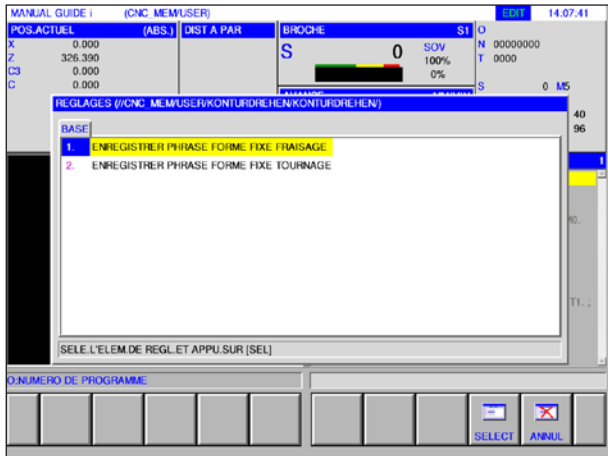 MANUAL GUIDE i (CNC_MEM/USER) EDIT 14:07:41
POS.ACTUEL (ABS.) DIST A PAR BROCHE S1 O
X 0.000 N 00000000
Z 326.390 S 0 SOV T 0000
C3 0.000 100%
C 0.000 0% S 0 M5
REGLAGES (//CNC_MEM/USER/KONTURDREHEN/KONTURDREHEN/)
40
BASE 96
1. ENREGISTRER PHRASE FORME FIXE FRAISAGE 1
2. ENREGISTRER PHRASE FORME FIXE TOURNAGE
T1. ;
SELE.L'ELEM.DE REGL.ET APPU.SUR [SEL]
O:NUMERO DE PROGRAMME
SELECT ANNUL